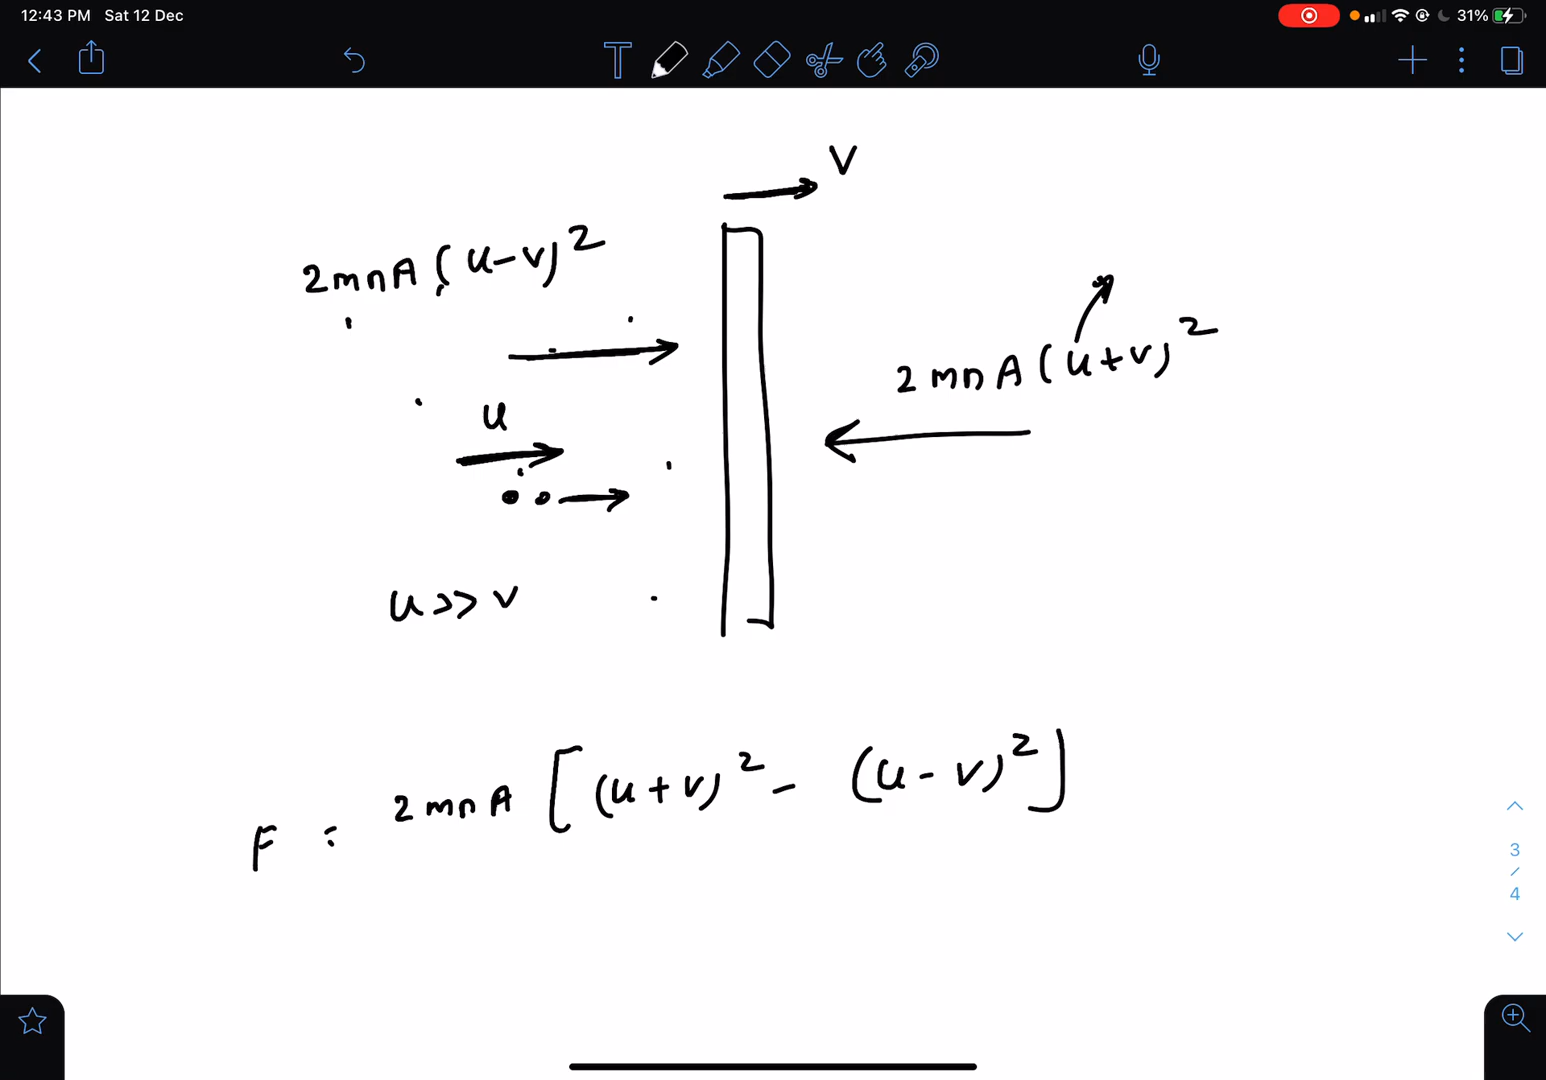 12:43 PM Sat 12 Dec
31%
T
V
2mnA(u-v)²
2mnA(u+v)²
u
u>>v
F = 2mnA[(u+v)² - (u-v)²]
3
/
4